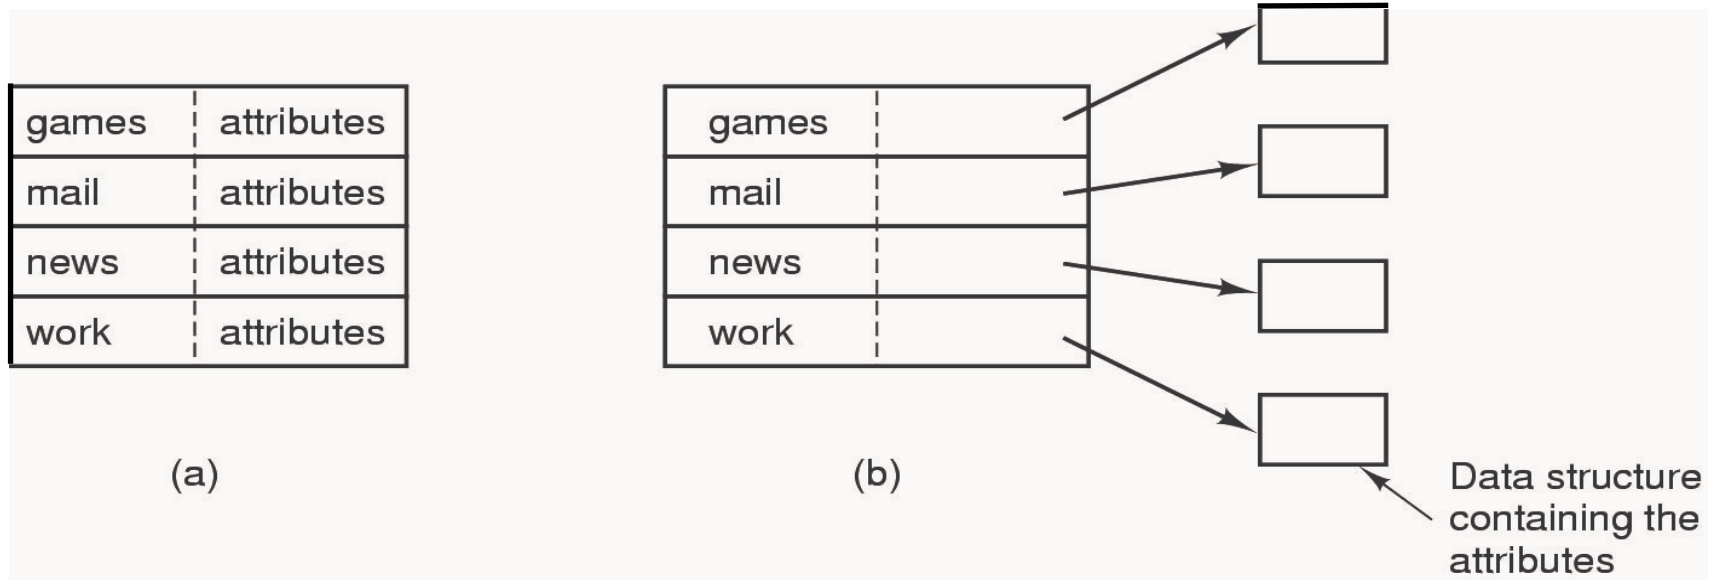 games attributes
mail attributes
news attributes
work attributes
(a)
games
mail
news
work
(b)
Data structure
containing the
attributes